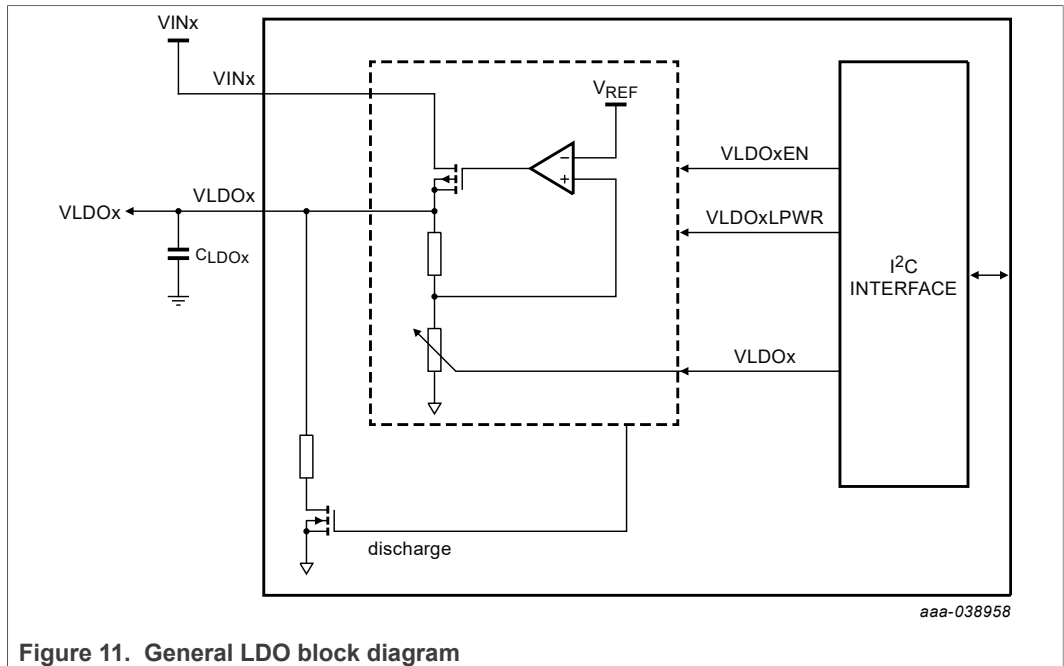 VINx
VINx
VREF
−
+
VLDOxEN
VLDOx
VLDOx
CLDOx
VLDOxLPWR
I2C
INTERFACE
VLDOx
discharge
aaa-038958
Figure 11. General LDO block diagram